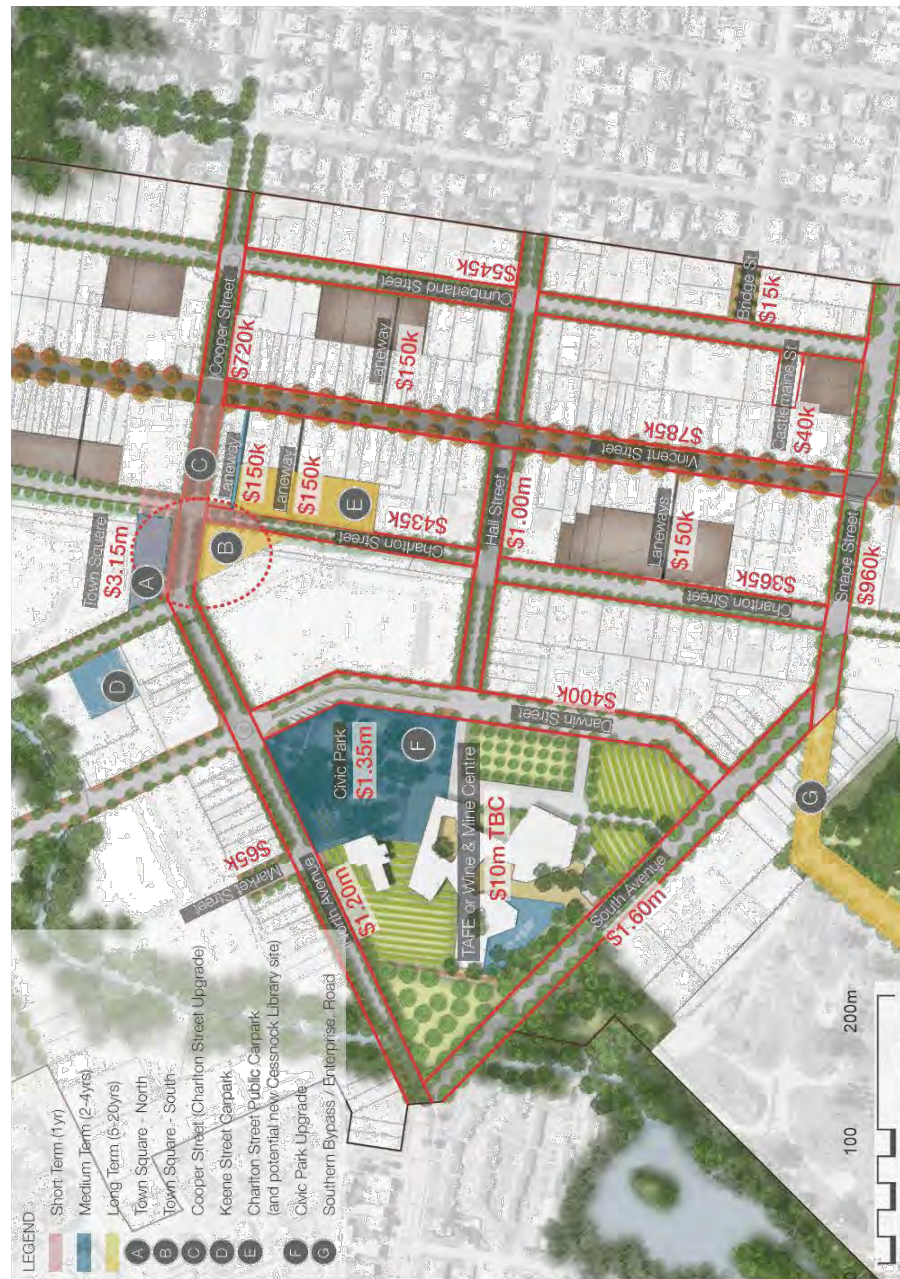 LEGEND
Short Term (1yr)
Medium Term (2-4yrs)
Long Term (5-20yrs)
A Town Square - North
B Town Square - South
C Cooper Street (Charlton Street Upgrade)
D Keene Street Carpark
E Charlton Street Public Carpark
(and potential new Cessnock Library site)
F Civic Park Upgrade
G Southern Bypass / Enterprise Road
Market Street
$65k
North Avenue
$1.20m
D
Town Square
$3.15m
A
B
C
Cooper Street
$720k
Laneway
$150k
Laneway
$150k
E
Charlton Street
$435k
Laneway
$150k
Cumberland Street
$545k
Civic Park
$1.35m
F
TAFE or Wine & Mine Centre
$10m TBC
Darwin Street
$400k
Hall Street
$1.00m
South Avenue
$1.60m
Laneways
$150k
Charlton Street
$365k
Vincent Street
$785k
Castlemaine St
$40k
Bridge St
$15k
Snape Street
$960k
G
100
200m